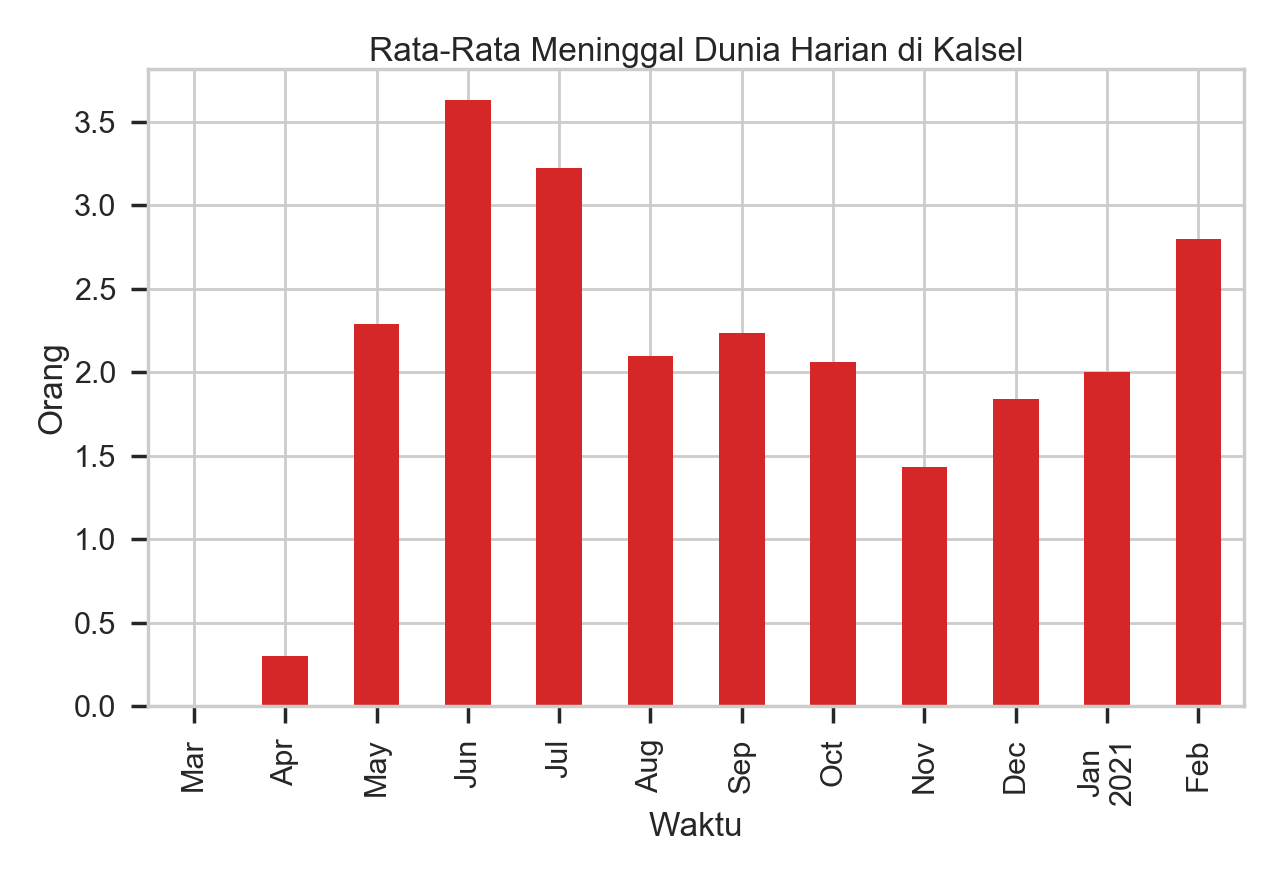 Rata-Rata Meninggal Dunia Harian di Kalsel
Orang
3.5
3.0
2.5
2.0
1.5
1.0
0.5
0.0
Mar
Apr
May
Jun
Jul
Aug
Sep
Oct
Nov
Dec
Jan
2021
Feb
Waktu